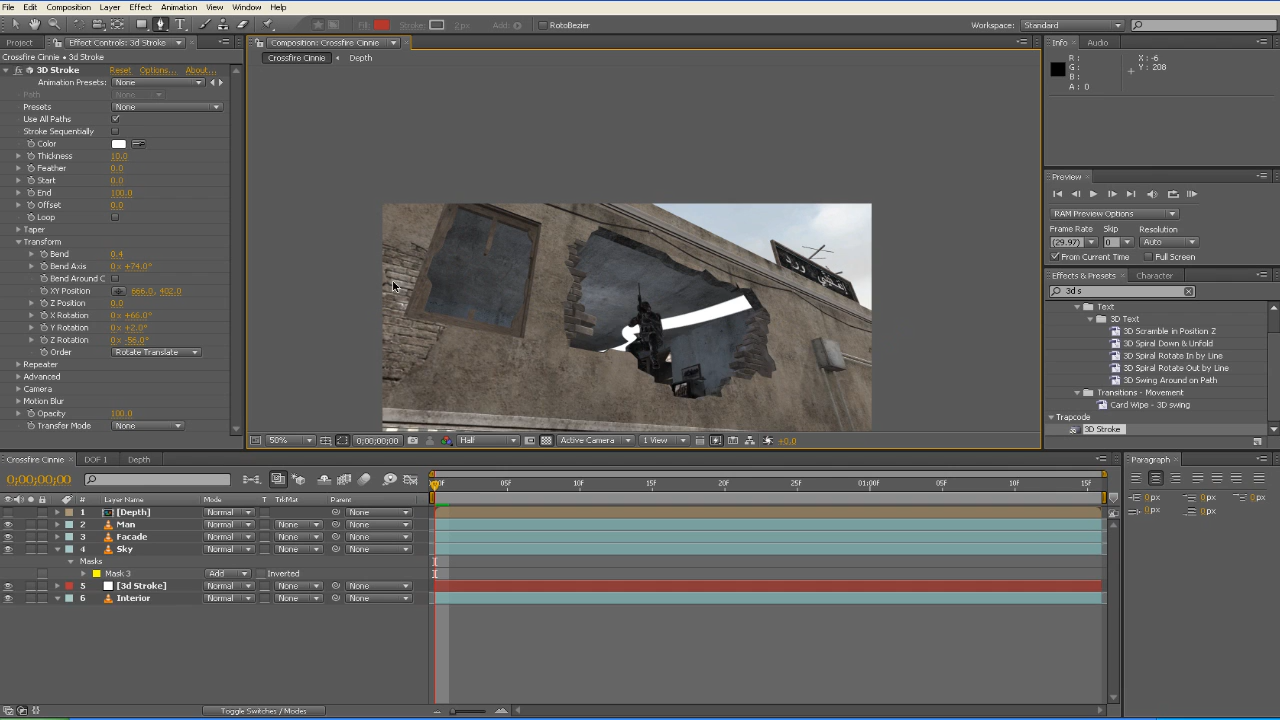 File Edit Composition Layer Effect Animation View Window Help
Fill: Stroke: 2 px Add: RotoBezier
Workspace: Standard
Project Effect Controls: 3d Stroke
Crossfire Cinnie • 3d Stroke
fx 3D Stroke Reset Options... About...
Animation Presets: None
Path None
Presets None
Use All Paths
Stroke Sequentially
Color
Thickness 10.0
Feather 0.0
Start 0.0
End 100.0
Offset 0.0
Loop
Taper
Transform
Bend 0.4
Bend Axis 0x+74.0°
Bend Around C
XY Position 666.0, 402.0
Z Position 0.0
X Rotation 0x+66.0°
Y Rotation 0x+2.0°
Z Rotation 0x-56.0°
Order Rotate Translate
Repeater
Advanced
Camera
Motion Blur
Opacity 100.0
Transfer Mode None
Composition: Crossfire Cinnie
Crossfire Cinnie Depth
50% 0;00;00;00 Half Active Camera 1 View +0.0
Info Audio
R: G: B: A: 0
X: -6
Y: 208
Preview
RAM Preview Options
Frame Rate Skip Resolution
(29.97) 0 Auto
From Current Time Full Screen
Effects & Presets Character
3d s
Text
3D Text
3D Scramble in Position Z
3D Spiral Down & Unfold
3D Spiral Rotate In by Line
3D Spiral Rotate Out by Line
3D Swing Around on Path
Transitions - Movement
Card Wipe - 3D swing
Trapcode
3D Stroke
Crossfire Cinnie DOF 1 Depth
0;00;00;00
# Layer Name Mode T TrkMat Parent
1 [Depth] Normal None
2 Man Normal None None
3 Facade Normal None None
4 Sky Normal None None
Masks
Mask 3 Add Inverted
5 [3d Stroke] Normal None None
6 Interior Normal None None
05F 10F 15F 20F 25F 01:00F 05F 10F 15F
Toggle Switches / Modes
Paragraph
0 px 0 px 0 px
0 px 0 px